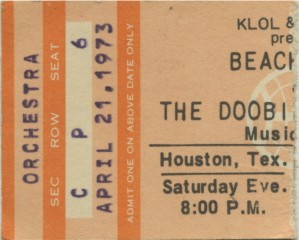 ORCHESTRA
SEC ROW SEAT
C P 6
APRIL 21, 1973
ADMIT ONE ON ABOVE DATE ONLY
KLOL &
pre
BEACH
THE DOOBI
Musi
Houston, Tex.
Saturday Eve.
8:00 P.M.